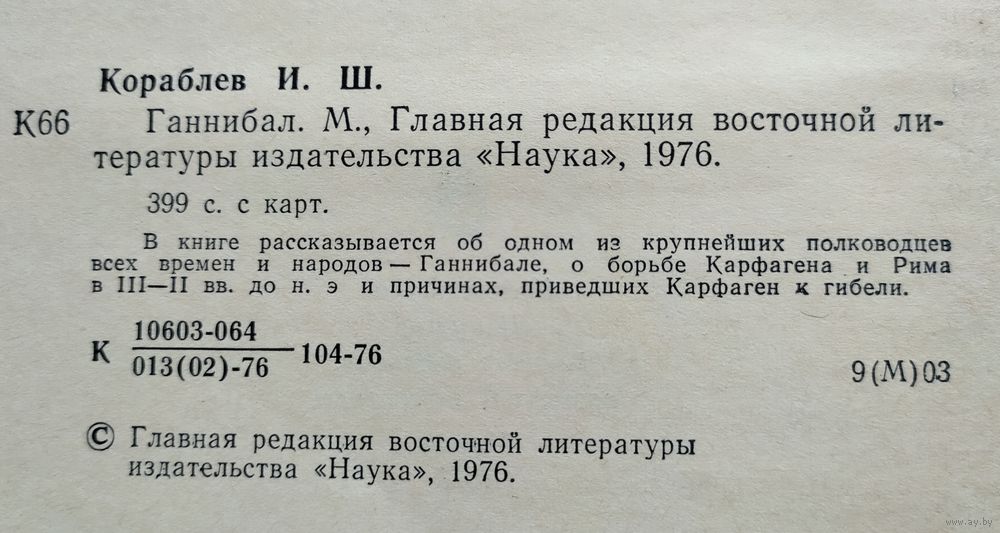 Кораблев И. Ш.
К66 Ганнибал. М., Главная редакция восточной ли-
тературы издательства «Наука», 1976.
399 с. с карт.
В книге рассказывается об одном из крупнейших полководцев
всех времен и народов — Ганнибале, о борьбе Карфагена и Рима
в III—II вв. до н. э и причинах, приведших Карфаген к гибели.
К 10603-064
013(02)-76 104-76
9(М)03
© Главная редакция восточной литературы
издательства «Наука», 1976.
www.ay.by